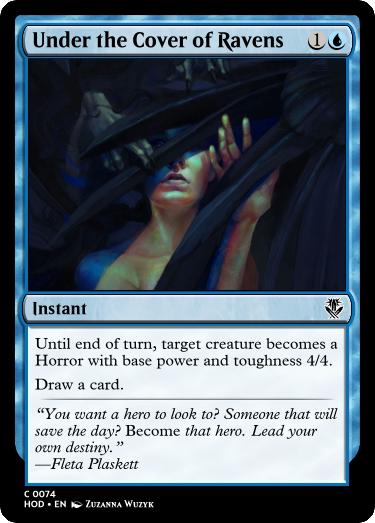 Under the Cover of Ravens 1
Instant
Until end of turn, target creature becomes a
Horror with base power and toughness 4/4.
Draw a card.
“You want a hero to look to? Someone that will
save the day? Become that hero. Lead your
own destiny.”
—Fleta Plaskett
C 0074
HOD • EN Zuzanna Wuzyk